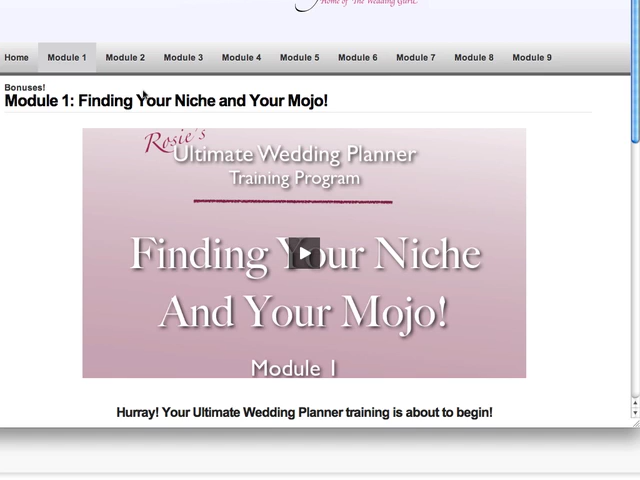 Home of The Wedding Guru
Home Module 1 Module 2 Module 3 Module 4 Module 5 Module 6 Module 7 Module 8 Module 9
Bonuses!
Module 1: Finding Your Niche and Your Mojo!
Rosie's
Ultimate Wedding Planner
Training Program
Finding Your Niche
And Your Mojo!
Module 1
Hurray! Your Ultimate Wedding Planner training is about to begin!